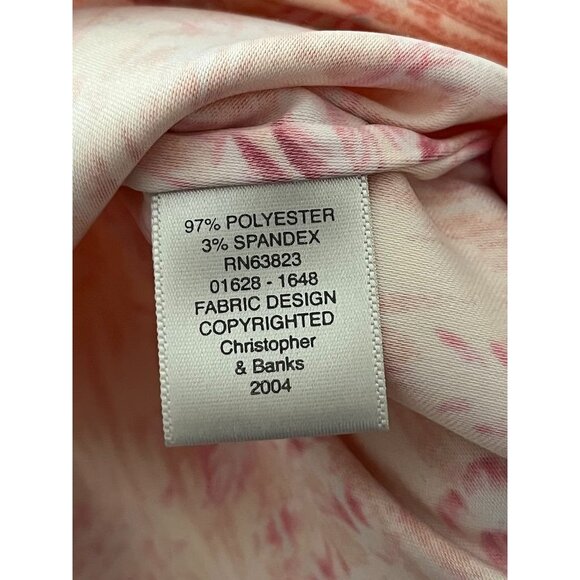 97% POLYESTER
3% SPANDEX
RN63823
01628 - 1648
FABRIC DESIGN
COPYRIGHTED
Christopher
& Banks
2004